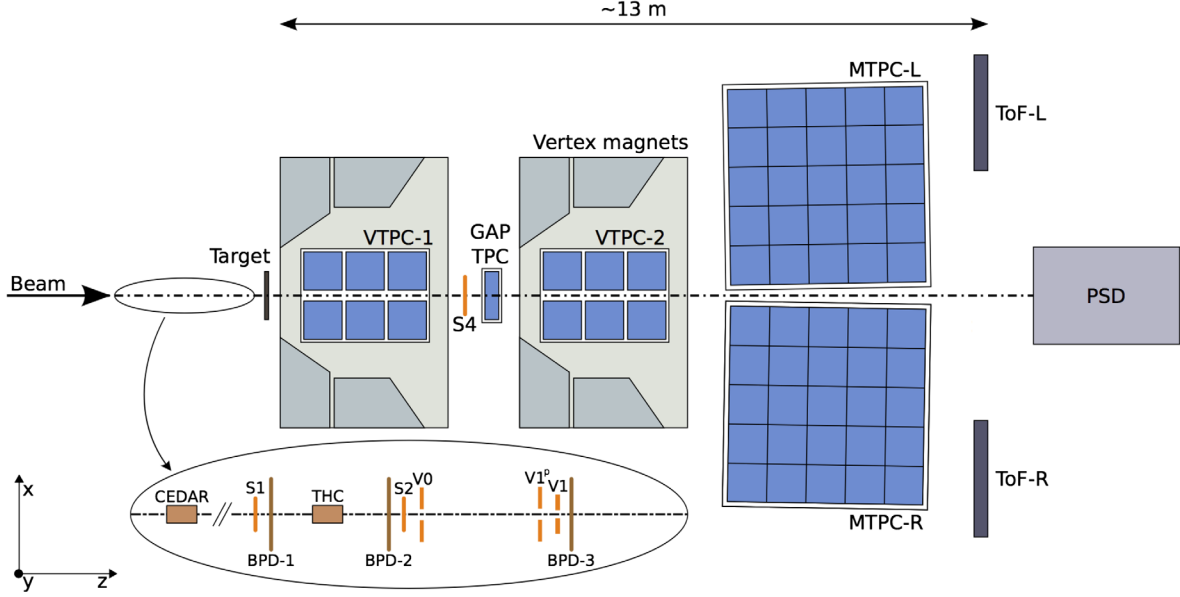 ~13 m
MTPC-L
ToF-L
Vertex magnets
VTPC-1
GAP
TPC
VTPC-2
Target
Beam
S4
PSD
x
y
z
CEDAR
S1
THC
S2
V0
V1ᵖ
V1
BPD-1
BPD-2
BPD-3
ToF-R
MTPC-R